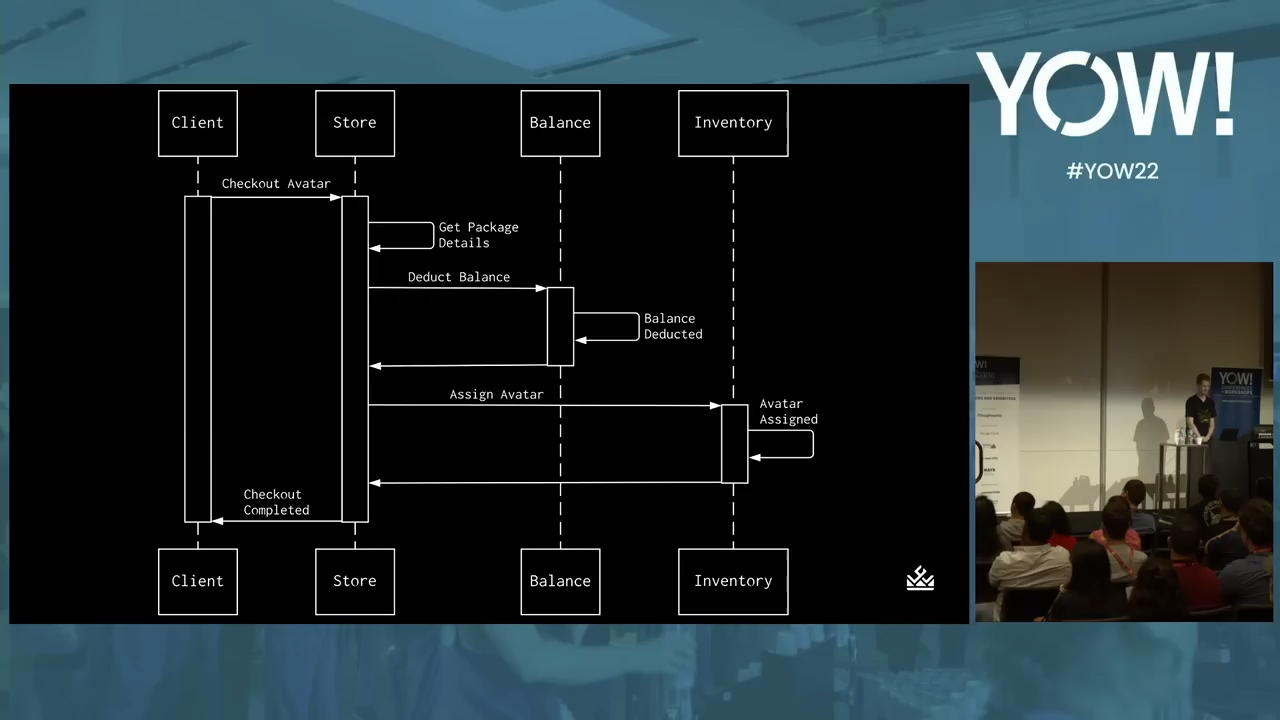 Client
Store
Balance
Inventory
Checkout Avatar
Get Package
Details
Deduct Balance
Balance
Deducted
Assign Avatar
Avatar
Assigned
Checkout
Completed
Client
Store
Balance
Inventory
YOW!
#YOW22
YOW!